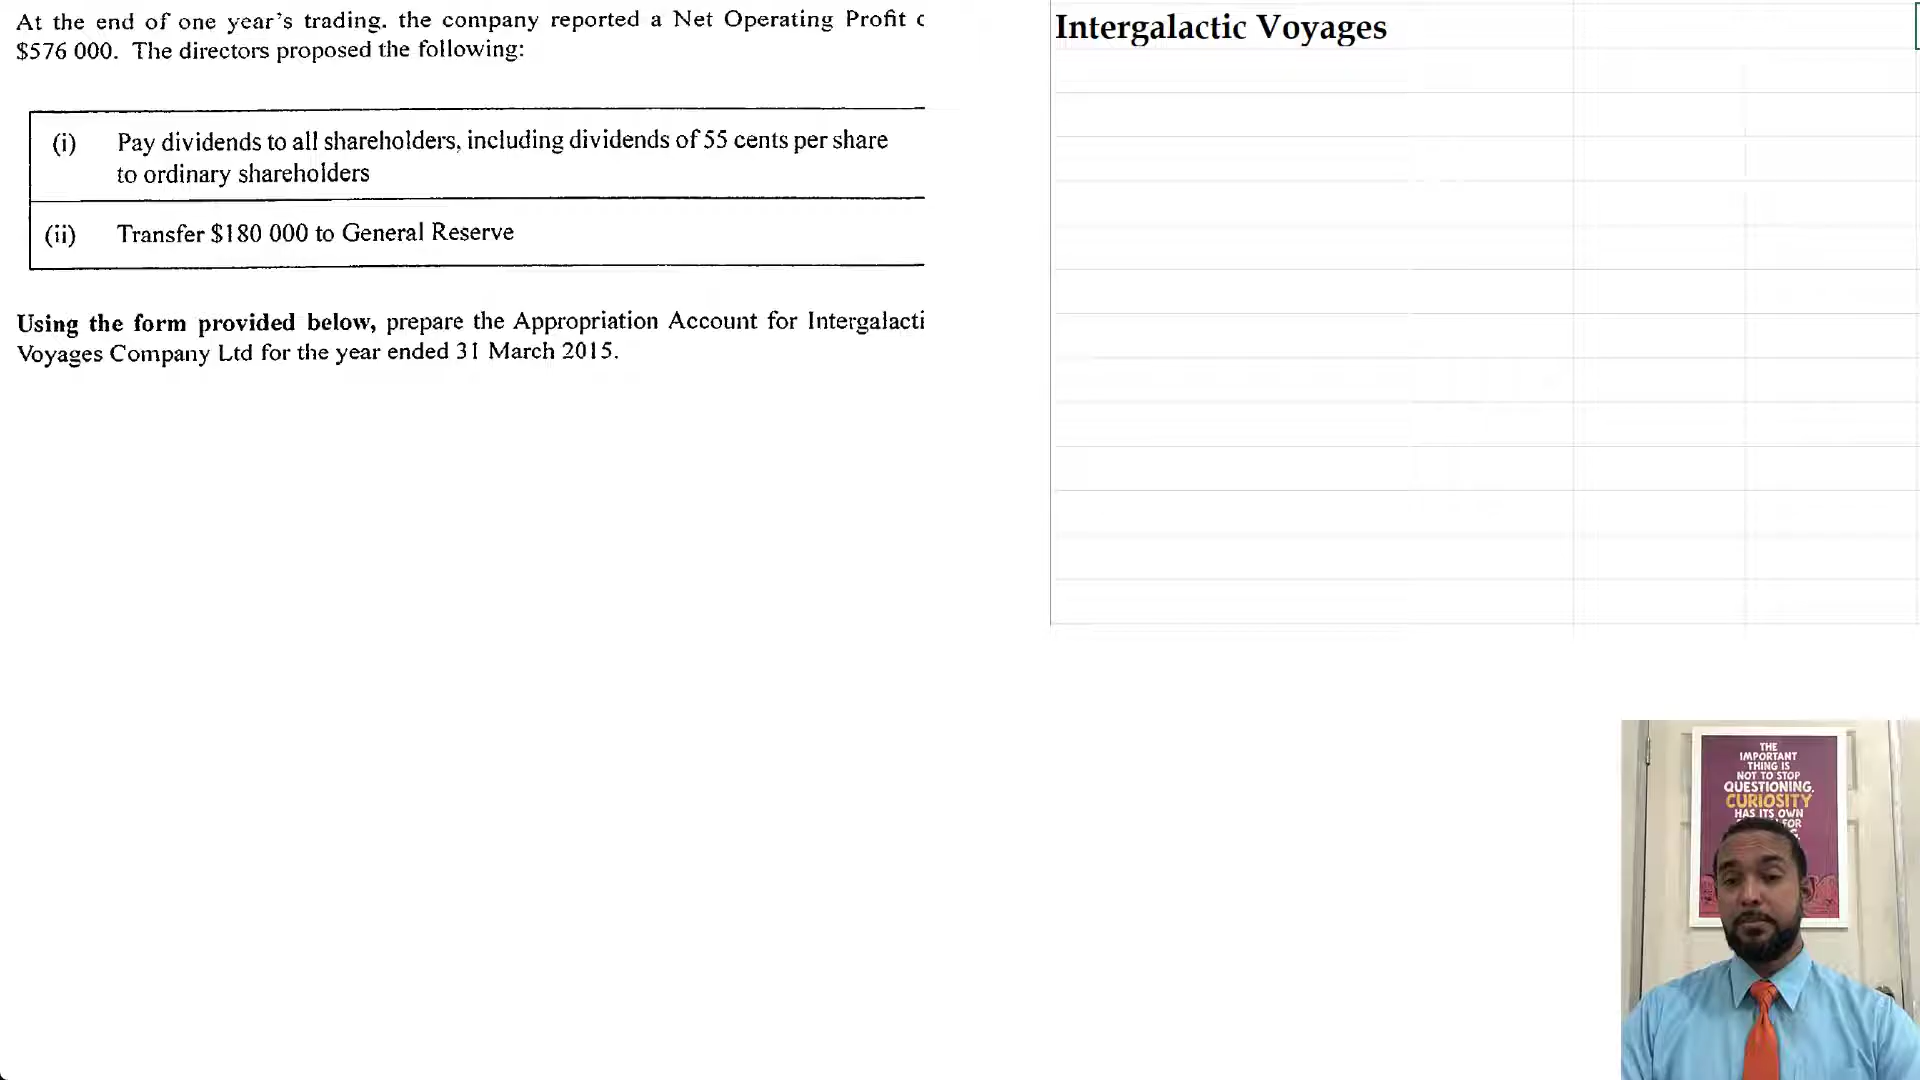 At the end of one year's trading. the company reported a Net Operating Profit
$576 000. The directors proposed the following:
(i) Pay dividends to all shareholders, including dividends of 55 cents per share
to ordinary shareholders
(ii) Transfer $180 000 to General Reserve
Using the form provided below, prepare the Appropriation Account for Intergalacti
Voyages Company Ltd for the year ended 31 March 2015.
Intergalactic Voyages
THE
IMPORTANT
THING IS
NOT TO STOP
QUESTIONING.
CURIOSITY
HAS ITS OWN
FOR